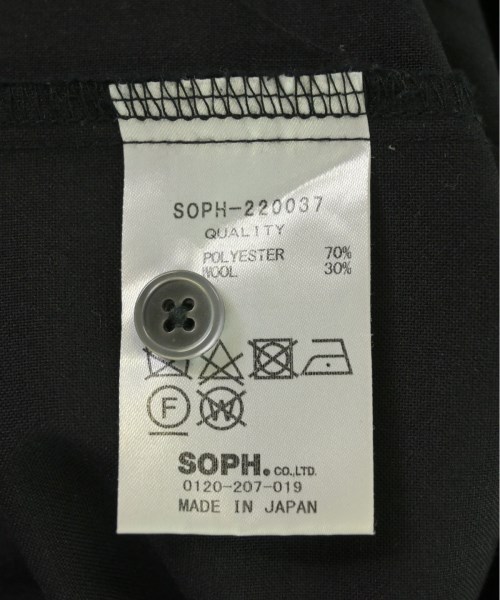 SOPH-220037
QUALITY
POLYESTER 70%
WOOL 30%
F W
SOPH. CO.,LTD.
0120-207-019
MADE IN JAPAN